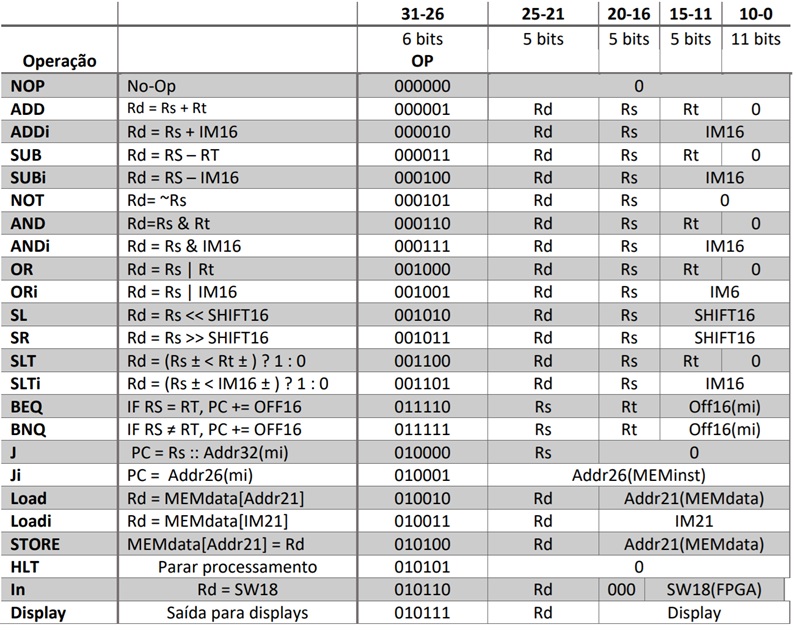 31-26 25-21 20-16 15-11 10-0
6 bits 5 bits 5 bits 5 bits 11 bits
Operação OP
NOP No-Op 000000 0
ADD Rd = Rs + Rt 000001 Rd Rs Rt 0
ADDi Rd = Rs + IM16 000010 Rd Rs IM16
SUB Rd = RS – RT 000011 Rd Rs Rt 0
SUBi Rd = RS – IM16 000100 Rd Rs IM16
NOT Rd= ~Rs 000101 Rd Rs 0
AND Rd=Rs & Rt 000110 Rd Rs Rt 0
ANDi Rd = Rs & IM16 000111 Rd Rs IM16
OR Rd = Rs | Rt 001000 Rd Rs Rt 0
ORi Rd = Rs | IM16 001001 Rd Rs IM6
SL Rd = Rs << SHIFT16 001010 Rd Rs SHIFT16
SR Rd = Rs >> SHIFT16 001011 Rd Rs SHIFT16
SLT Rd = (Rs ± < Rt ± ) ? 1 : 0 001100 Rd Rs Rt 0
SLTi Rd = (Rs ± < IM16 ± ) ? 1 : 0 001101 Rd Rs IM16
BEQ IF RS = RT, PC += OFF16 011110 Rs Rt Off16(mi)
BNQ IF RS ≠ RT, PC += OFF16 011111 Rs Rt Off16(mi)
J PC = Rs :: Addr32(mi) 010000 Rs 0
Ji PC = Addr26(mi) 010001 Addr26(MEMinst)
Load Rd = MEMdata[Addr21] 010010 Rd Addr21(MEMdata)
Loadi Rd = MEMdata[IM21] 010011 Rd IM21
STORE MEMdata[Addr21] = Rd 010100 Rd Addr21(MEMdata)
HLT Parar processamento 010101 0
In Rd = SW18 010110 Rd 000 SW18(FPGA)
Display Saída para displays 010111 Rd Display